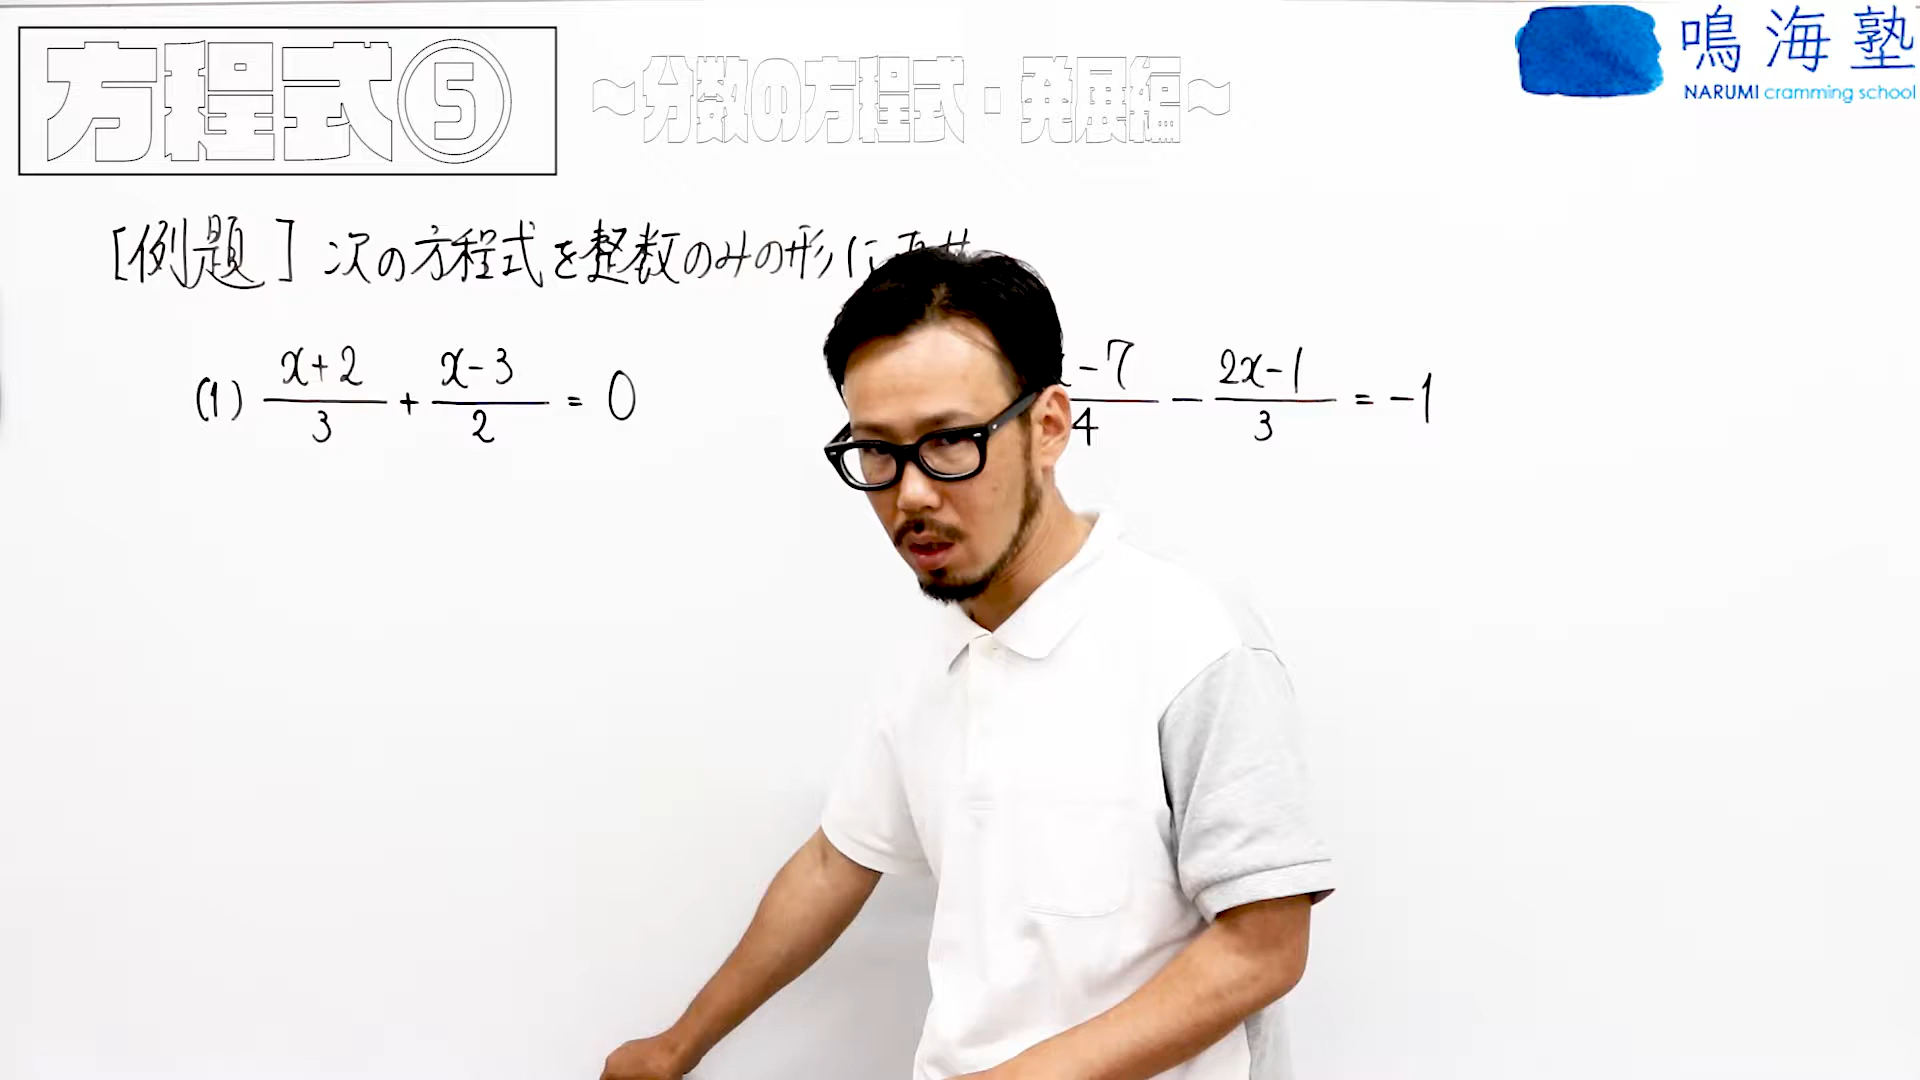 方程式⑤
~分数の方程式・発展編~
鳴海塾
NARUMI cramming school
[例題] 次の方程式を整数のみの形に
(1) x+2/3 + x-3/2 = 0
-7/4 - 2x-1/3 = -1